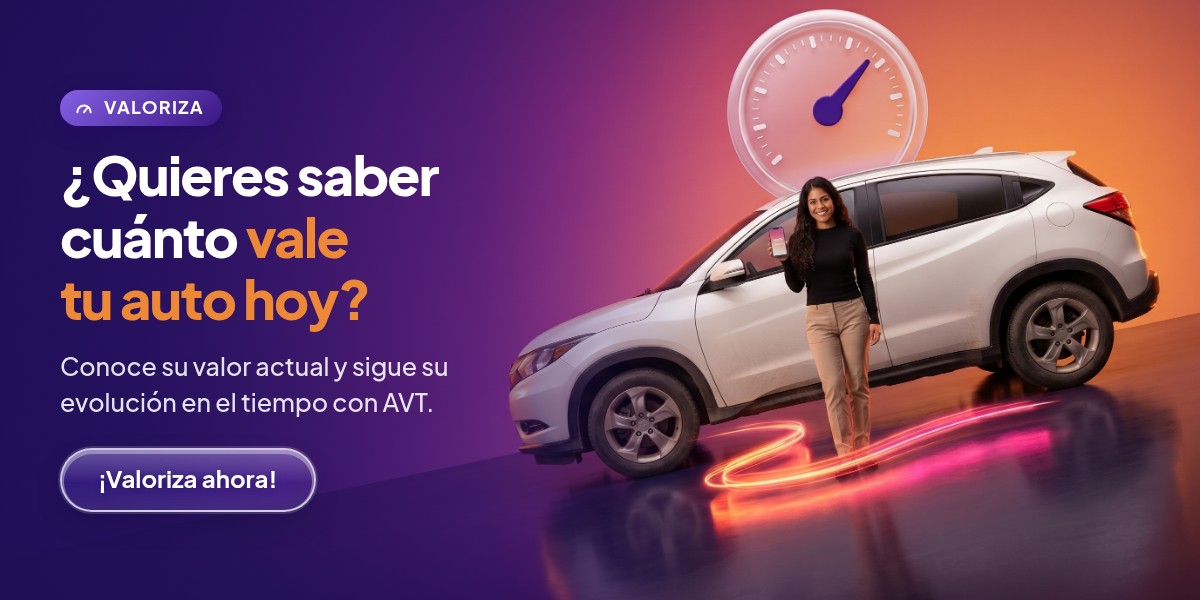 VALORIZA
¿Quieres saber
cuánto vale
tu auto hoy?
Conoce su valor actual y sigue su
evolución en el tiempo con AVT.
¡Valoriza ahora!